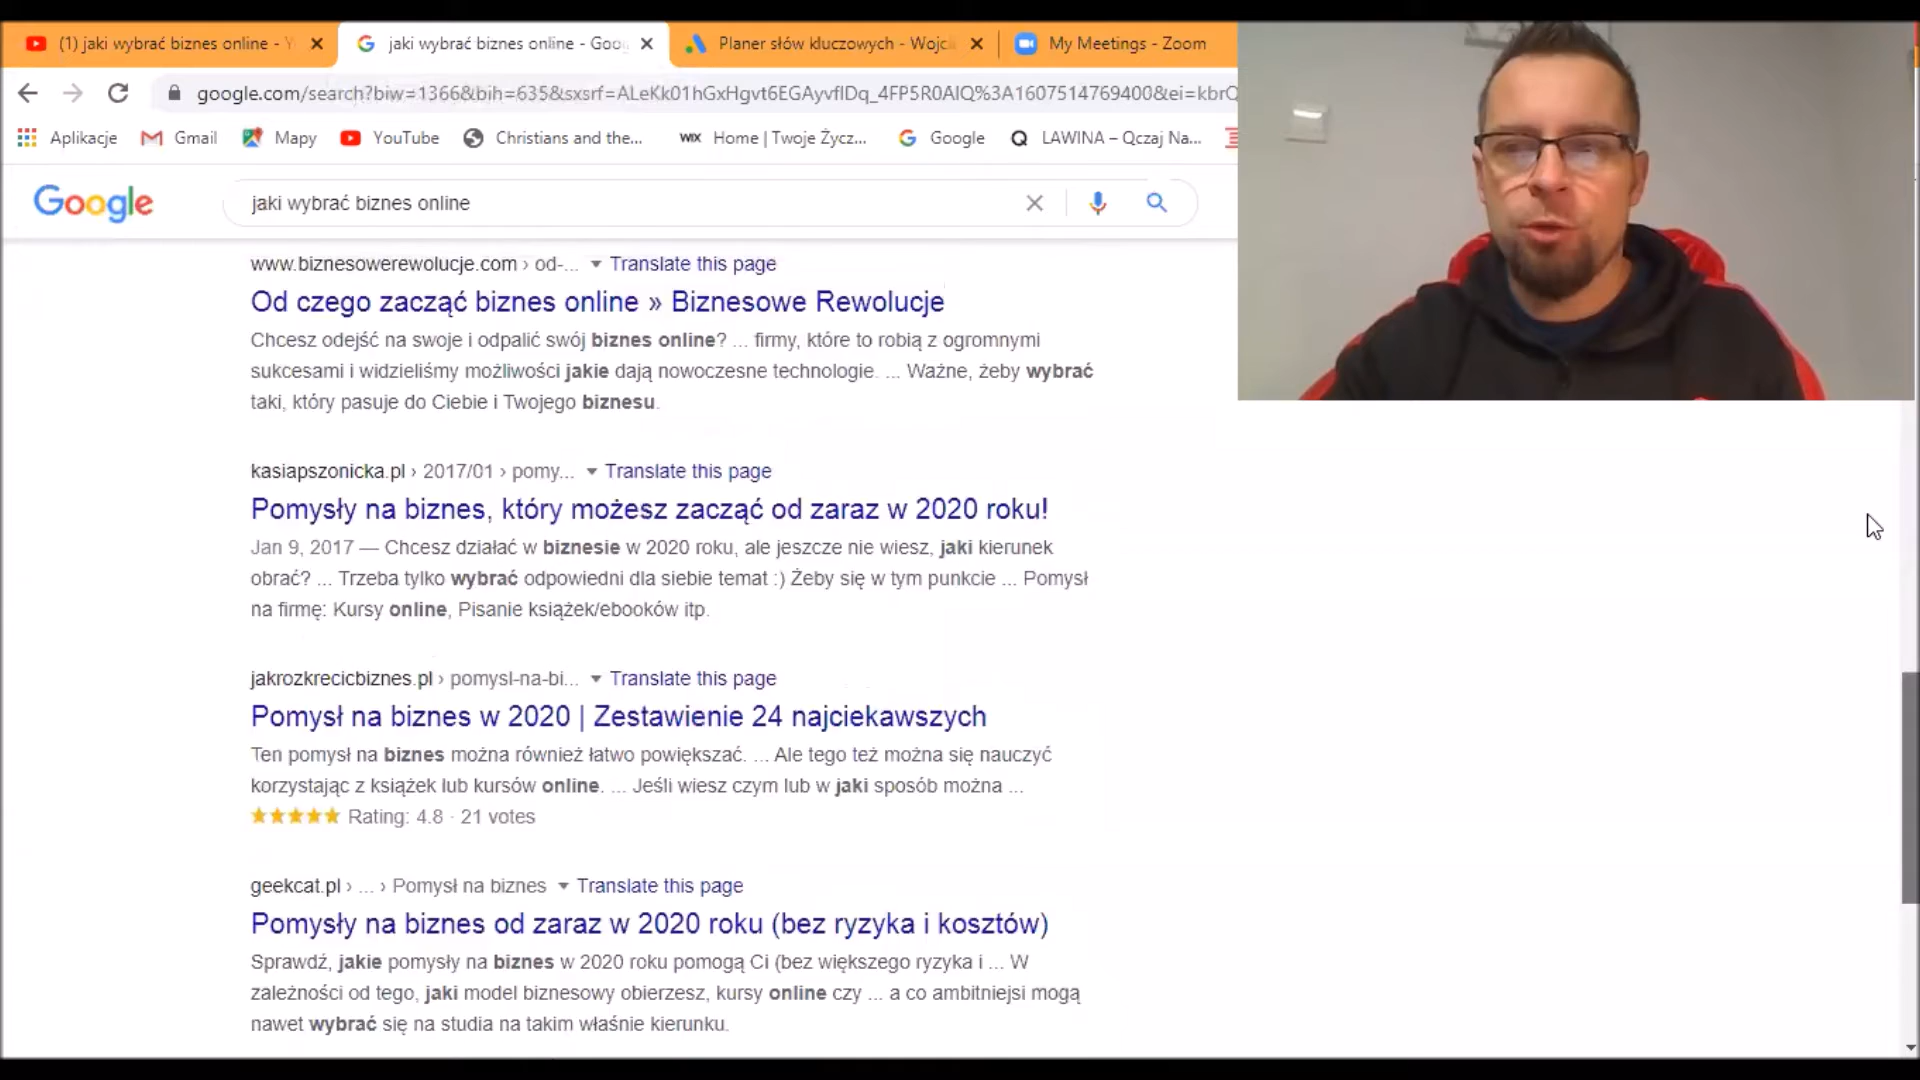 (1) jaki wybrać biznes online -
jaki wybrać biznes online - Goo
Planer słów kluczowych - Wojci
My Meetings - Zoom
google.com/search?biw=1366&bih=635&sxsrf=ALeKk01hGxHgvt6EGAyvflDq_4FP5R0AlQ%3A1607514769400&ei=kbrQ
Aplikacje
Gmail
Mapy
YouTube
Christians and the...
WIX
Home | Twoje Życz...
Google
LAWINA – Qczaj Na...
Google
jaki wybrać biznes online
www.biznesowerewolucje.com › od-... Translate this page
Od czego zacząć biznes online » Biznesowe Rewolucje
Chcesz odejść na swoje i odpalić swój biznes online? ... firmy, które to robią z ogromnymi
sukcesami i widzieliśmy możliwości jakie dają nowoczesne technologie. ... Ważne, żeby wybrać
taki, który pasuje do Ciebie i Twojego biznesu.
kasiapszonicka.pl › 2017/01 › pomy... Translate this page
Pomysły na biznes, który możesz zacząć od zaraz w 2020 roku!
Jan 9, 2017 — Chcesz działać w biznesie w 2020 roku, ale jeszcze nie wiesz, jaki kierunek
obrać? ... Trzeba tylko wybrać odpowiedni dla siebie temat :) Żeby się w tym punkcie ... Pomysł
na firmę: Kursy online, Pisanie książek/ebooków itp.
jakrozkrecicbiznes.pl › pomysl-na-bi... Translate this page
Pomysł na biznes w 2020 | Zestawienie 24 najciekawszych
Ten pomysł na biznes można również łatwo powiększać. ... Ale tego też można się nauczyć
korzystając z książek lub kursów online. ... Jeśli wiesz czym lub w jaki sposób można ...
Rating: 4.8 · 21 votes
geekcat.pl › ... › Pomysł na biznes Translate this page
Pomysły na biznes od zaraz w 2020 roku (bez ryzyka i kosztów)
Sprawdź, jakie pomysły na biznes w 2020 roku pomogą Ci (bez większego ryzyka i ... W
zależności od tego, jaki model biznesowy obierzesz, kursy online czy ... a co ambitniejsi mogą
nawet wybrać się na studia na takim właśnie kierunku.